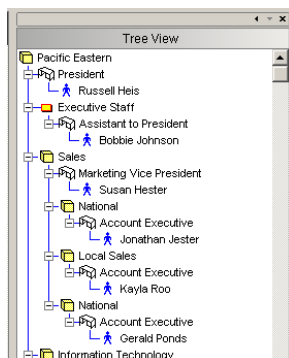 Tree View
Pacific Eastern
President
Russell Heis
Executive Staff
Assistant to President
Bobbie Johnson
Sales
Marketing Vice President
Susan Hester
National
Account Executive
Jonathan Jester
Local Sales
Account Executive
Kayla Roo
National
Account Executive
Gerald Ponds
Information Technology